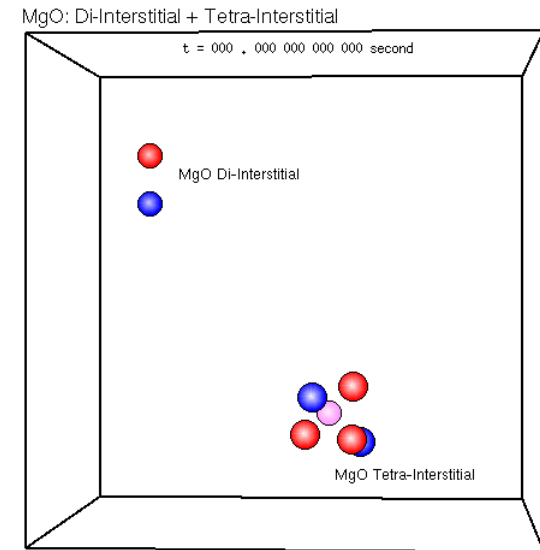 MgO: Di-Interstitial + Tetra-Interstitial
t = 000 . 000 000 000 000 second
MgO Di-Interstitial
MgO Tetra-Interstitial